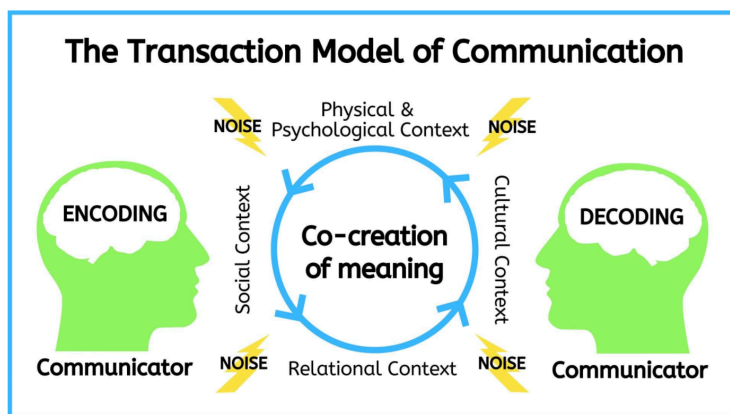 The Transaction Model of Communication
NOISE
Physical &
Psychological Context
NOISE
ENCODING
Social Context
Co-creation
of meaning
Cultural Context
DECODING
Communicator
NOISE
Relational Context
NOISE
Communicator